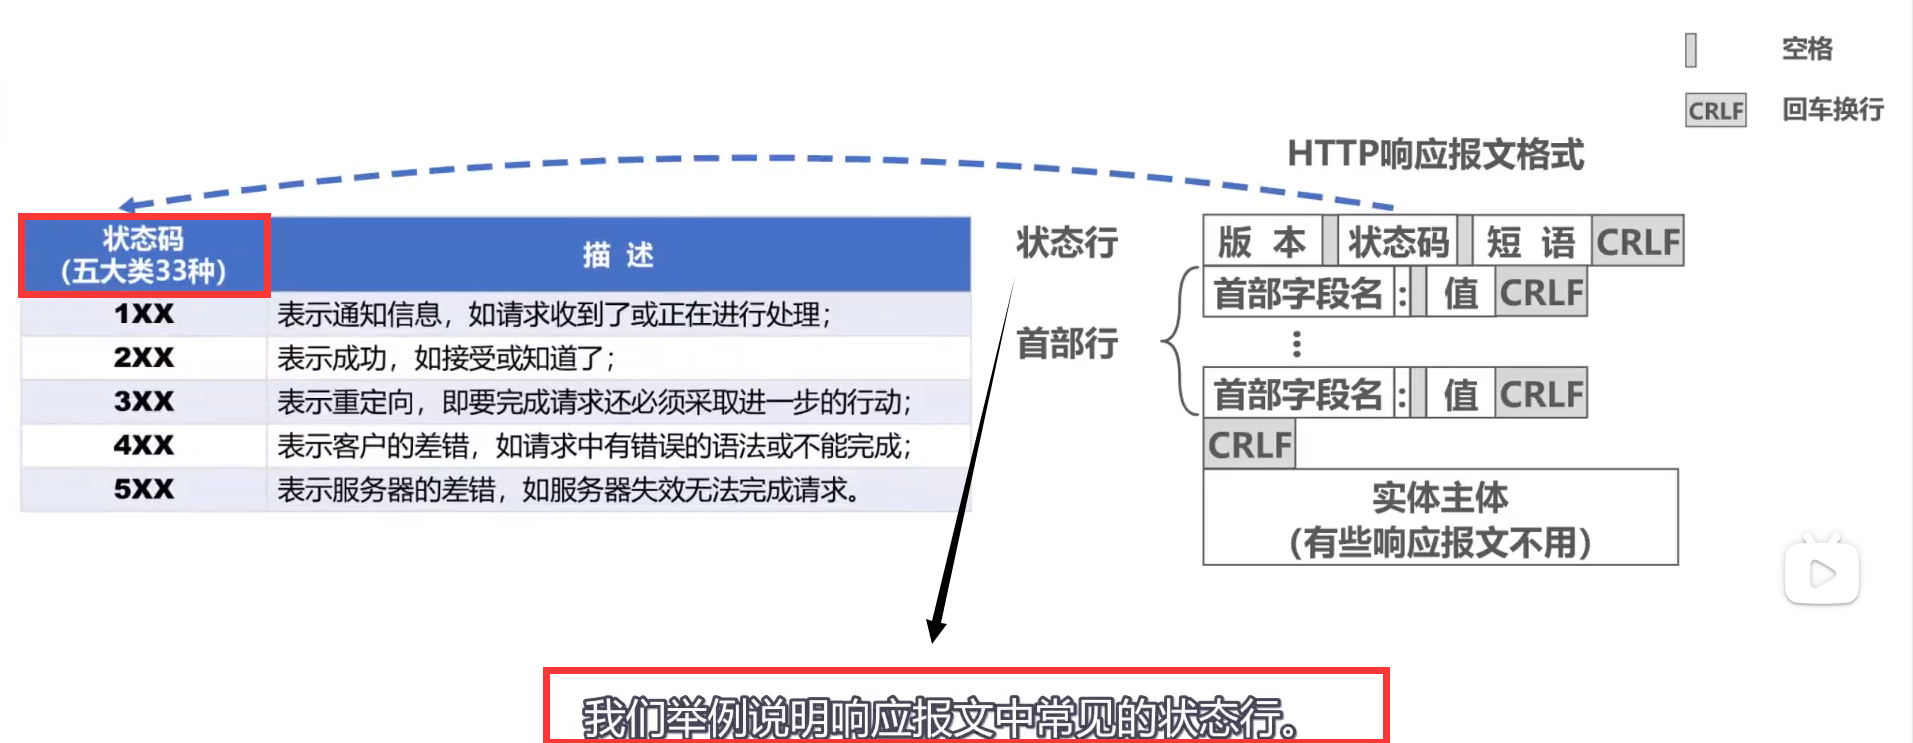 空格
CRLF 回车换行
HTTP响应报文格式
状态码
(五大类33种)
描 述
1XX 表示通知信息，如请求收到了或正在进行处理；
2XX 表示成功，如接受或知道了；
3XX 表示重定向，即要完成请求还必须采取进一步的行动；
4XX 表示客户的差错，如请求中有错误的语法或不能完成；
5XX 表示服务器的差错，如服务器失效无法完成请求。
状态行 版 本 状态码 短 语 CRLF
首部字段名 : 值 CRLF
首部行 ⋮
首部字段名 : 值 CRLF
CRLF
实体主体
（有些响应报文不用）
我们举例说明响应报文中常见的状态行。